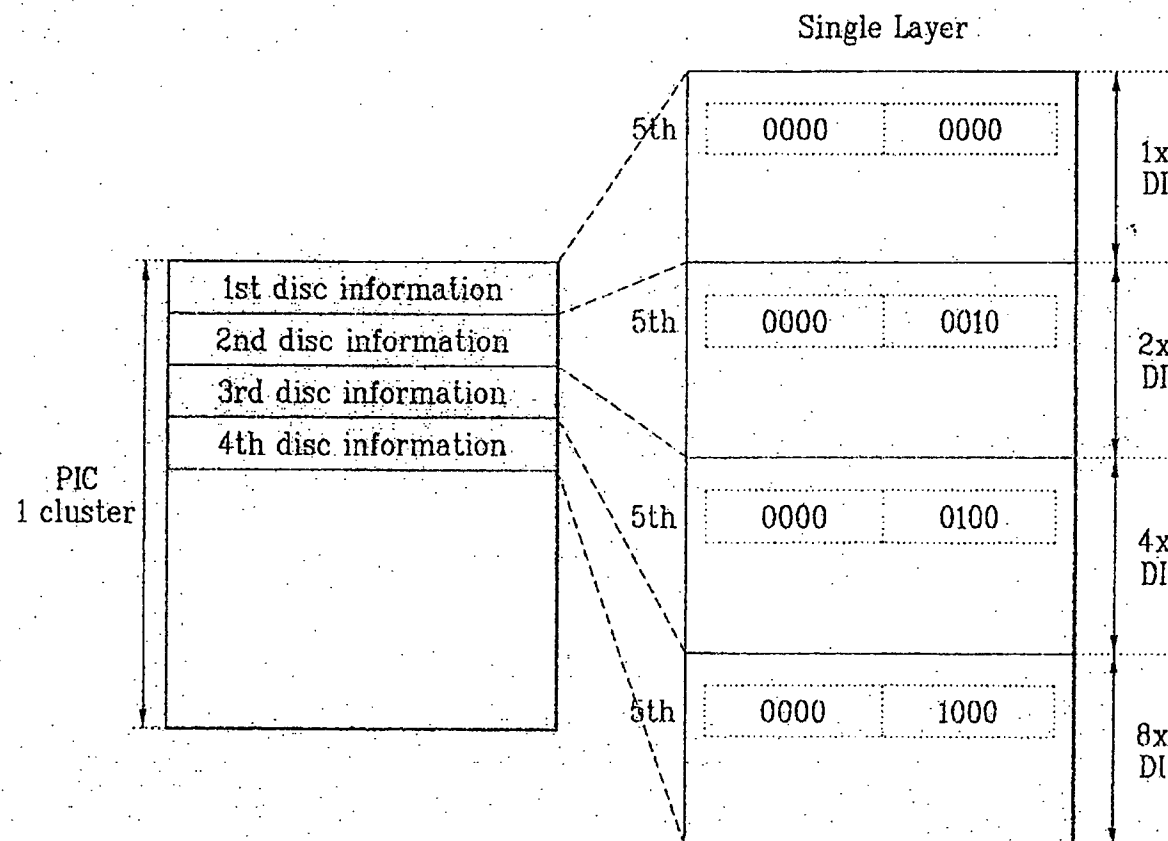 Single Layer
5th 0000 0000
1x
DI
1st disc information
2nd disc information
3rd disc information
4th disc information
PIC
1 cluster
5th 0000 0010
2x
DI
5th 0000 0100
4x
DI
5th 0000 1000
8x
DI